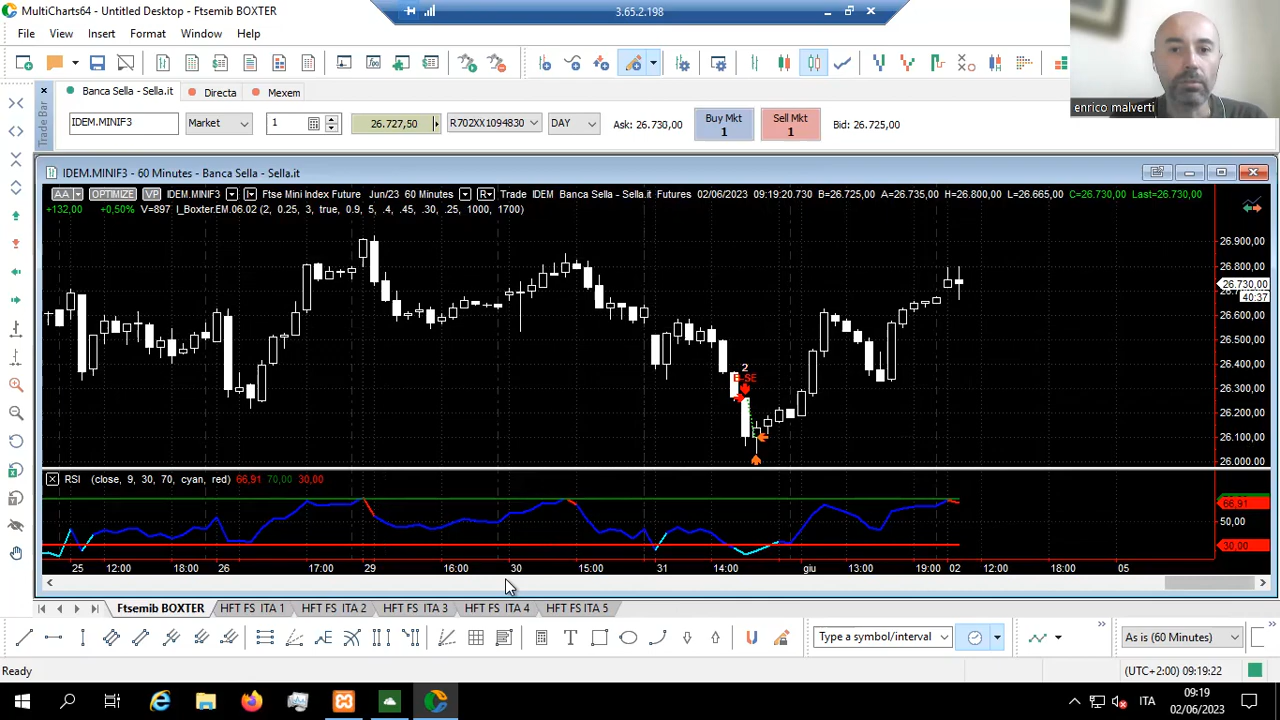 MultiCharts64 - Untitled Desktop - Ftsemib BOXTER
3.65.2.198
File View Insert Format Window Help
enrico malverti
Trade Bar
Banca Sella - Sella.it Directa Mexem
IDEM.MINIF3 Market 1 26.727,50 R702XX1094830 DAY Ask: 26.730,00 Buy Mkt 1 Sell Mkt 1 Bid: 26.725,00
IDEM.MINIF3 - 60 Minutes - Banca Sella - Sella.it
AA OPTIMIZE VP IDEM.MINIF3 Ftse Mini Index Future Jun/23 60 Minutes R Trade IDEM Banca Sella - Sella.it Futures 02/06/2023 09:19:20.7 B=26.725,00 A=26.735,00 H=26.800,00 L=26.665,00 C=26.730,00 Last=26.730,00
+132,00 +0,50% V=897 I_Boxter.EM.06.02 (2, 0.25, 3, true, 0.9, 5, .4, .45, .30, .25, 1000, 1700)
26.900,00
26.800,00
26.730,00
40:37
26.600,00
26.500,00
26.400,00
2
26.300,00
26.200,00
26.100,00
26.000,00
RSI (close, 9, 30, 70, cyan, red) 66,91 70,00 30,00
66,91
50,00
30,00
25 12:00 18:00 26 17:00 29 16:00 30 15:00 31 14:00 giu 13:00 19:00 02 12:00 18:00 05
Ftsemib BOXTER HFT FS ITA 1 HFT FS ITA 2 HFT FS ITA 3 HFT FS ITA 4 HFT FS ITA 5
Type a symbol/interval As is (60 Minutes)
Ready (UTC+2:00) 09:19:22
ITA 09:19
02/06/2023